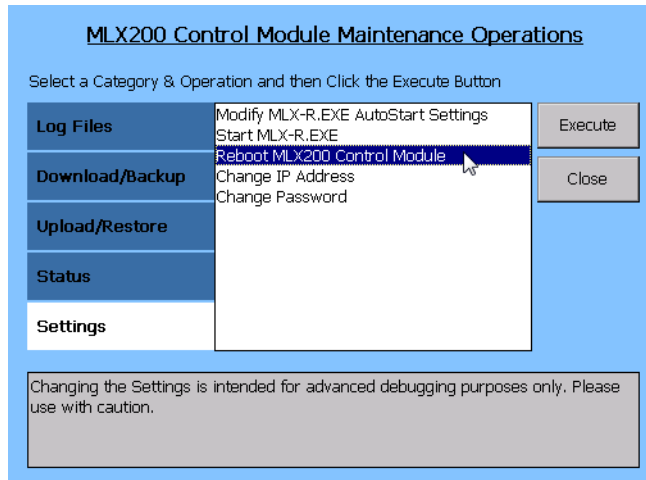 MLX200 Control Module Maintenance Operations
Select a Category & Operation and then Click the Execute Button
Log Files
Download/Backup
Upload/Restore
Status
Settings
Modify MLX-R.EXE AutoStart Settings
Start MLX-R.EXE
Reboot MLX200 Control Module
Change IP Address
Change Password
Execute
Close
Changing the Settings is intended for advanced debugging purposes only. Please
use with caution.